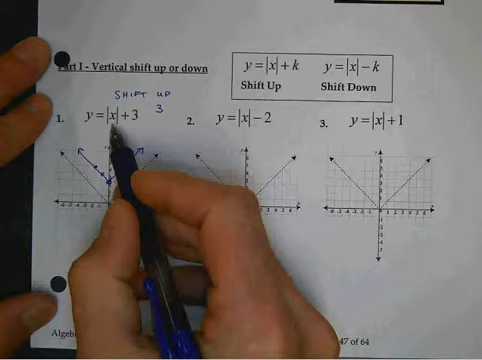 Part I - Vertical shift up or down
y = |x| + k y = |x| − k
Shift Up Shift Down
SHIFT UP
3
1. y = |x| + 3 2. y = |x| − 2 3. y = |x| + 1
Algeb
47 of 64